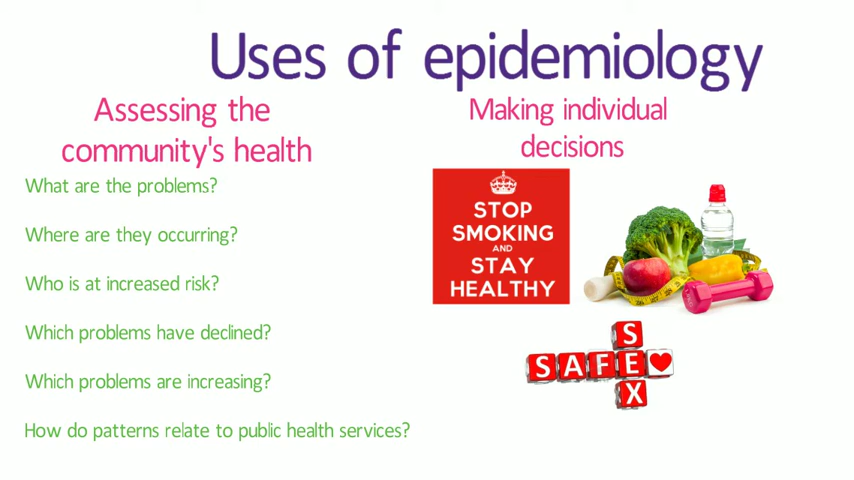 Uses of epidemiology
Assessing the
community's health
What are the problems?
Where are they occurring?
Who is at increased risk?
Which problems have declined?
Which problems are increasing?
How do patterns relate to public health services?
Making individual
decisions
STOP
SMOKING
AND
STAY
HEALTHY
SAFE
SEX